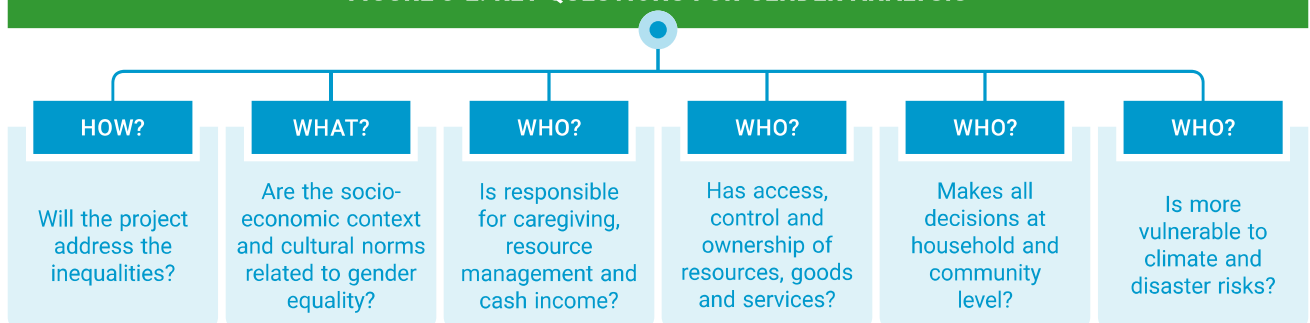 HOW?
Will the project
address the
inequalities?
WHAT?
Are the socio-
economic context
and cultural norms
related to gender
equality?
WHO?
Is responsible
for caregiving,
resource
management and
cash income?
WHO?
Has access,
control and
ownership of
resources, goods
and services?
WHO?
Makes all
decisions at
household and
community
level?
WHO?
Is more
vulnerable to
climate and
disaster risks?